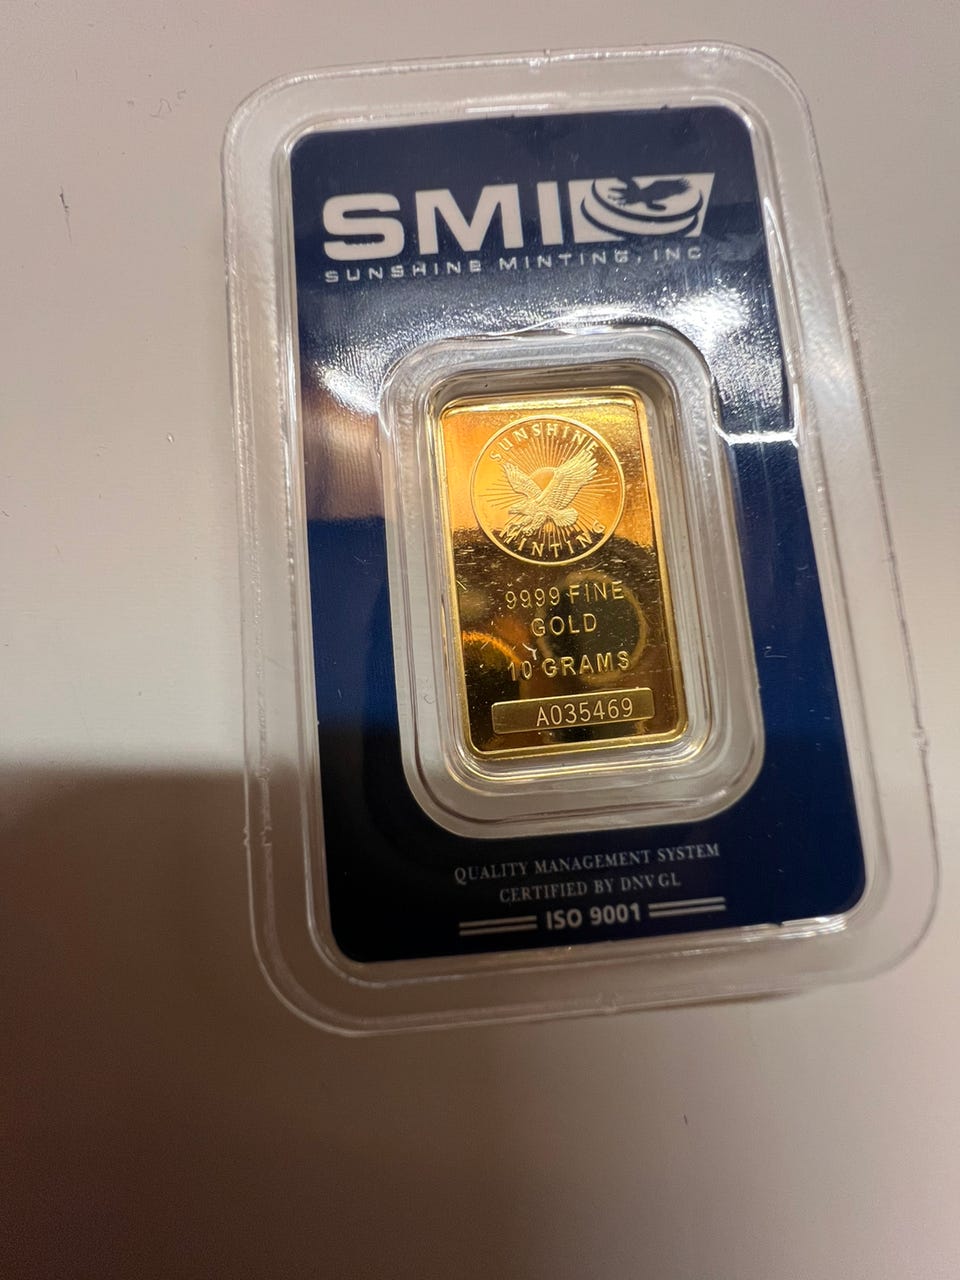 SMI
SUNSHINE MINTING, INC
SUNSHINE
MINTING
9999 FINE
GOLD
10 GRAMS
A035469
QUALITY MANAGEMENT SYSTEM
CERTIFIED BY DNV GL
ISO 9001